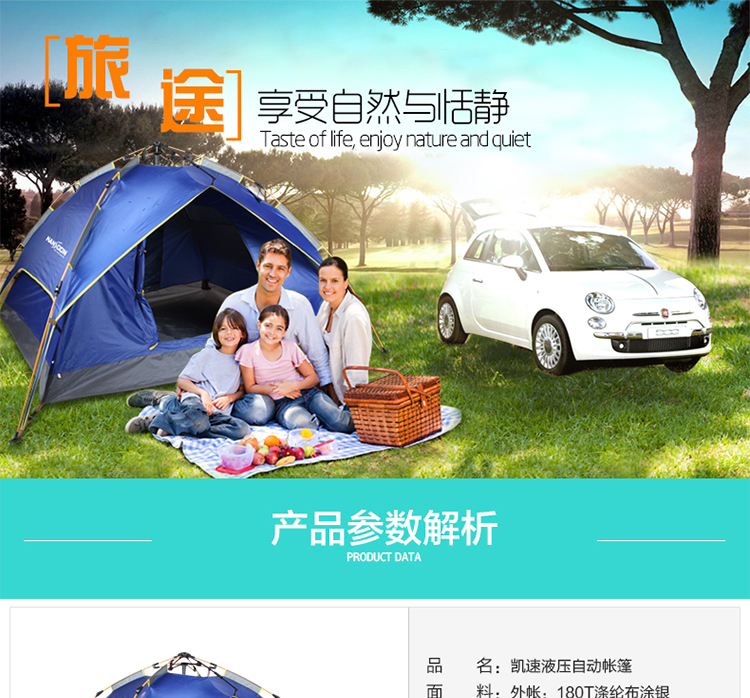 [旅途]
享受自然与恬静
Taste of life, enjoy nature and quiet
产品参数解析
PRODUCT DATA
品 名：凯速液压自动帐篷
面 料：外帐：180T涤纶布涂银